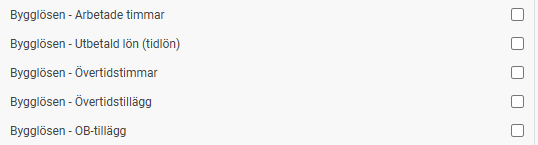 Bygglösen - Arbetade timmar
Bygglösen - Utbetald lön (tidlön)
Bygglösen - Övertidstimmar
Bygglösen - Övertidstillägg
Bygglösen - OB-tillägg